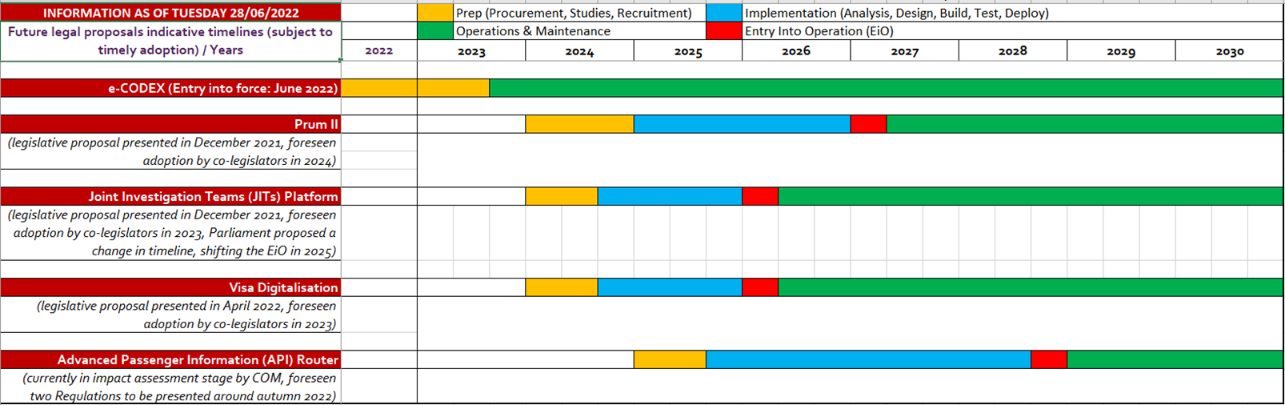 INFORMATION AS OF TUESDAY 28/06/2022
Prep (Procurement, Studies, Recruitment)
Implementation (Analysis, Design, Build, Test, Deploy)
Future legal proposals indicative timelines (subject to
timely adoption) / Years
Operations & Maintenance
Entry Into Operation (EiO)
2022 2023 2024 2025 2026 2027 2028 2029 2030
e-CODEX (Entry into force: June 2022)
Prum II
(legislative proposal presented in December 2021, foreseen
adoption by co-legislators in 2024)
Joint Investigation Teams (JITs) Platform
(legislative proposal presented in December 2021, foreseen
adoption by co-legislators in 2023, Parliament proposed a
change in timeline, shifting the EiO in 2025)
Visa Digitalisation
(legislative proposal presented in April 2022, foreseen
adoption by co-legislators in 2023)
Advanced Passenger Information (API) Router
(currently in impact assessment stage by COM, foreseen
two Regulations to be presented around autumn 2022)